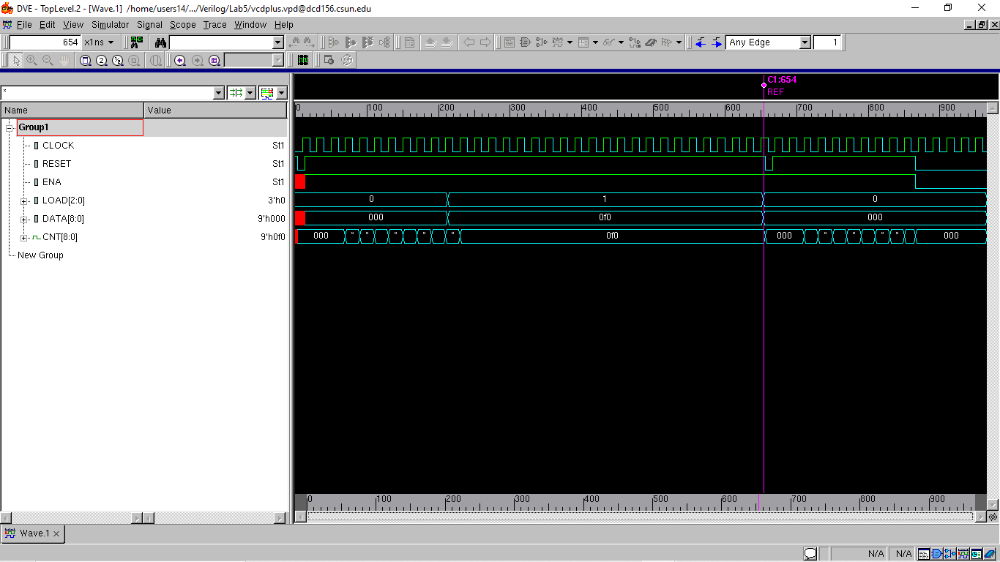 DVE - TopLevel.2 - [Wave.1] /home/users14/.../Verilog/Lab5/vcdplus.vpd@dcd156.csun.edu
File Edit View Simulator Signal Scope Trace Window Help
654 x1ns Any Edge 1
2 ½
C1:654
REF
*
Name Value
0 100 200 300 400 500 600 700 800 900
Group1
CLOCK St1
RESET St1
ENA St1
LOAD[2:0] 3'h0 0 1 0
DATA[8:0] 9'h000 000 0f0 000
CNT[8:0] 9'h0f0 000 * * * * * 0f0 000 * * * * 000
New Group
0 100 200 300 400 500 600 700 800 900
Wave.1
N/A N/A